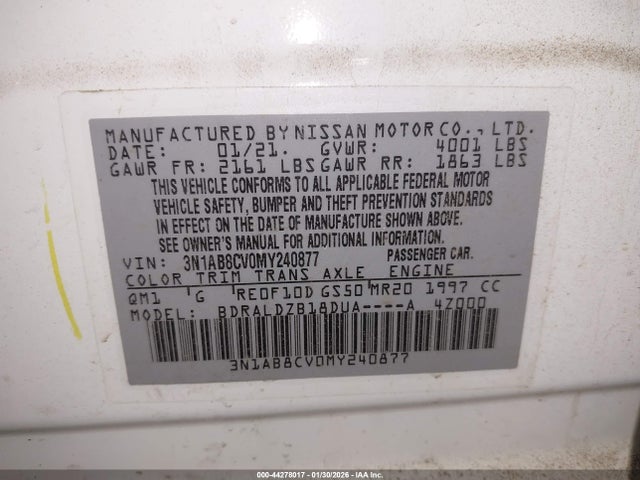 MANUFACTURED BY NISSAN MOTOR CO., LTD.
DATE: 01/21. GVWR: 4001 LBS
GAWR FR: 2161 LBS GAWR RR: 1863 LBS
THIS VEHICLE CONFORMS TO ALL APPLICABLE FEDERAL MOTOR
VEHICLE SAFETY, BUMPER AND THEFT PREVENTION STANDARDS
IN EFFECT ON THE DATE OF MANUFACTURE SHOWN ABOVE.
SEE OWNER'S MANUAL FOR ADDITIONAL INFORMATION.
VIN: 3N1AB8CV0MY240877 PASSENGER CAR.
COLOR TRIM TRANS AXLE ENGINE
QM1 G RE0F10D GS50 MR20 1997 CC
MODEL: BDRALDZB18DUA----A 4Z000
3N1AB8CV0MY240877
000-44278017 - 01/30/2026 - IAAI.com